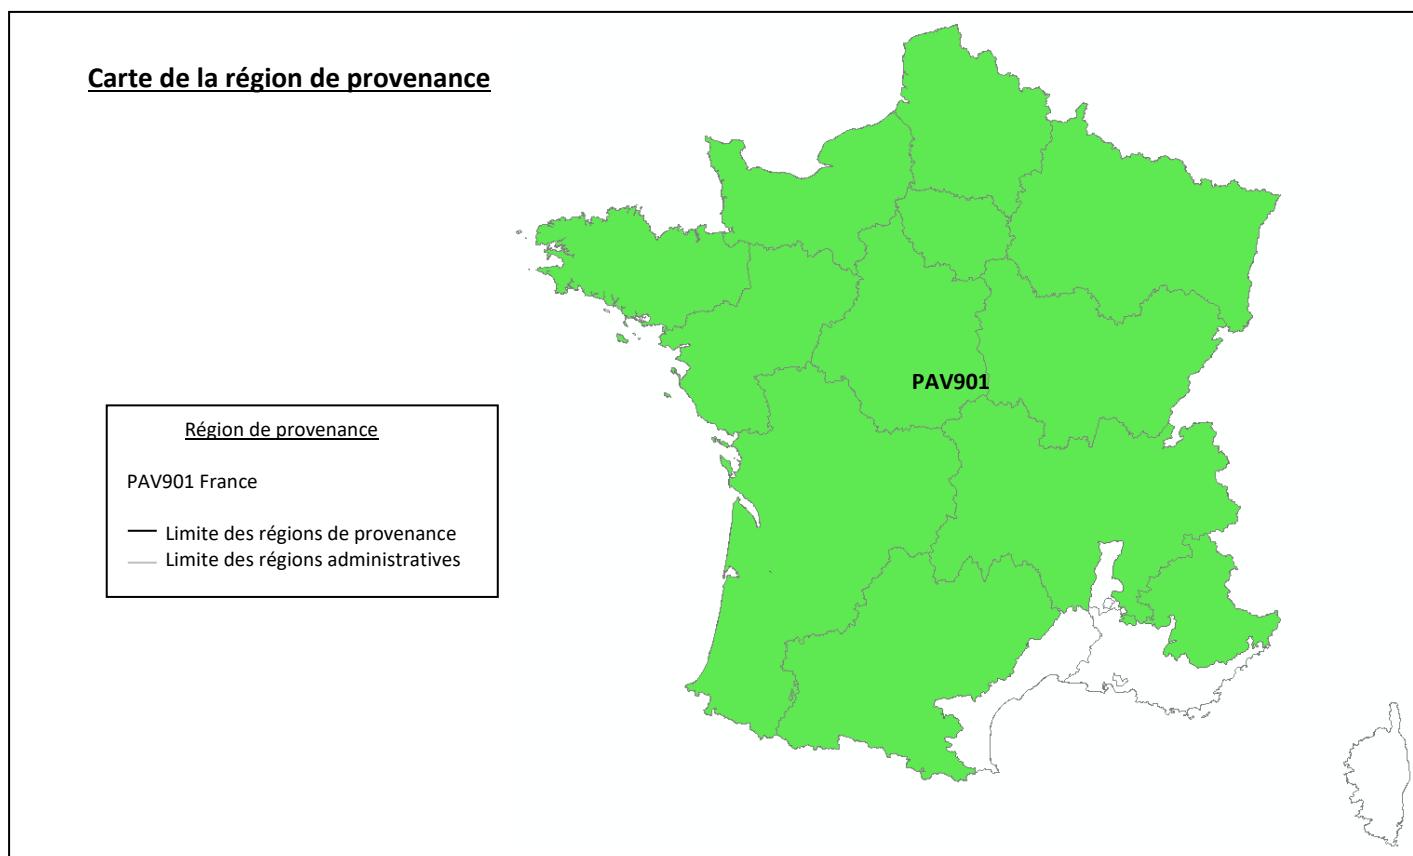 Carte de la région de provenance
PAV901
Région de provenance
PAV901 France
Limite des régions de provenance
Limite des régions administratives